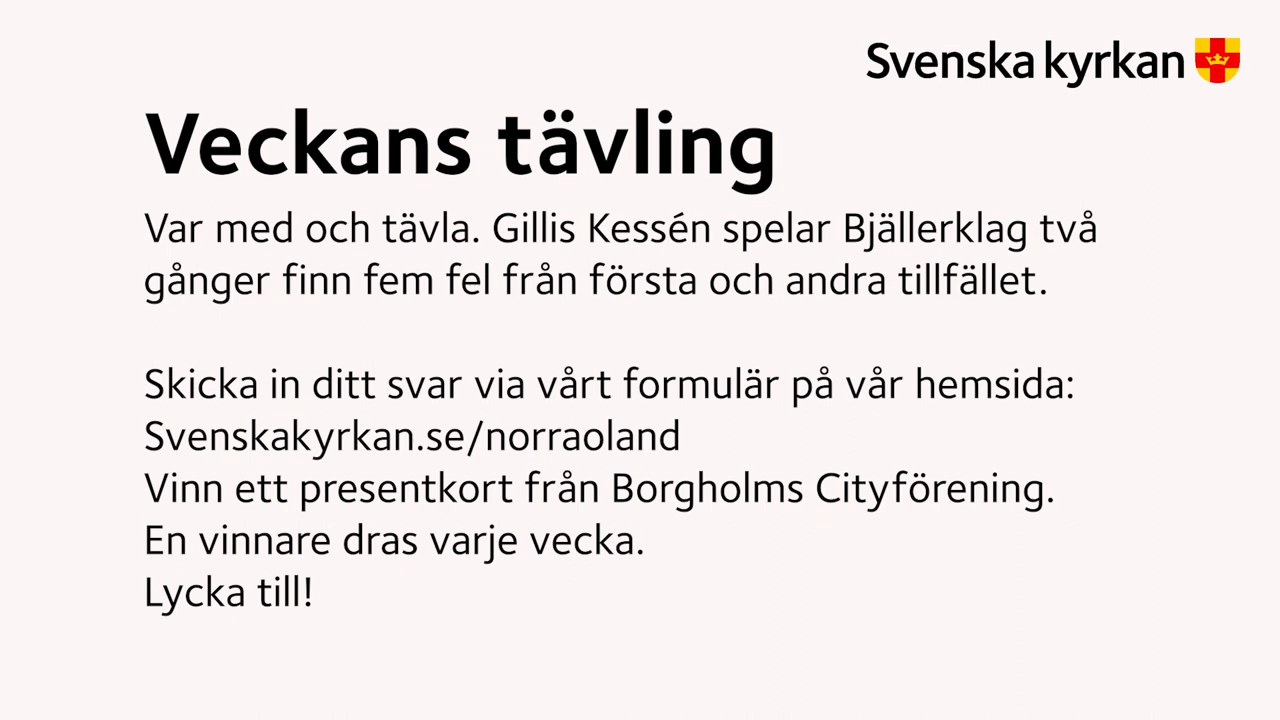 Svenska kyrkan
Veckans tävling
Var med och tävla. Gillis Kessén spelar Bjällerklag två
gånger finn fem fel från första och andra tillfället.
Skicka in ditt svar via vårt formulär på vår hemsida:
Svenskakyrkan.se/norraoland
Vinn ett presentkort från Borgholms Cityförening.
En vinnare dras varje vecka.
Lycka till!